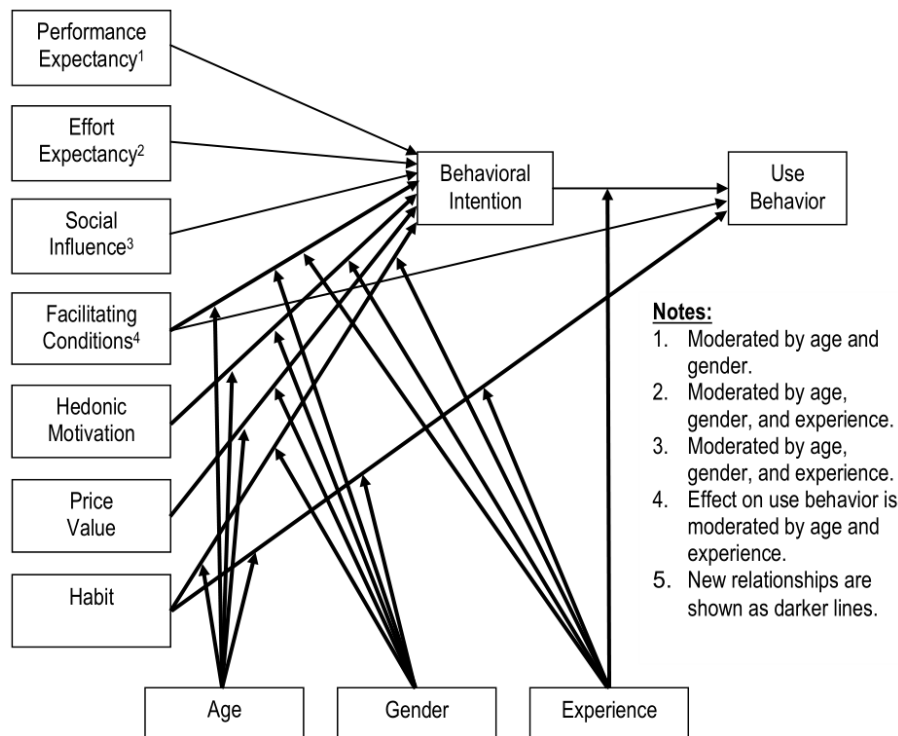 Performance
Expectancy¹
Effort
Expectancy²
Social
Influence³
Facilitating
Conditions⁴
Hedonic
Motivation
Price
Value
Habit
Behavioral
Intention
Use
Behavior
Notes:
1. Moderated by age and
gender.
2. Moderated by age,
gender, and experience.
3. Moderated by age,
gender, and experience.
4. Effect on use behavior is
moderated by age and
experience.
5. New relationships are
shown as darker lines.
Age
Gender
Experience